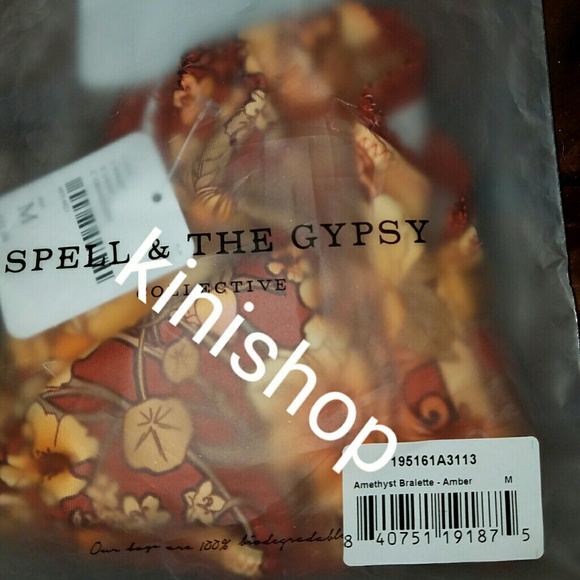 M
SPELL & THE GYPSY
COLLECTIVE
kinishop
195161A3113
Amethyst Bralette - Amber M
8 40751 19187 5
Our bags are 100% biodegradable